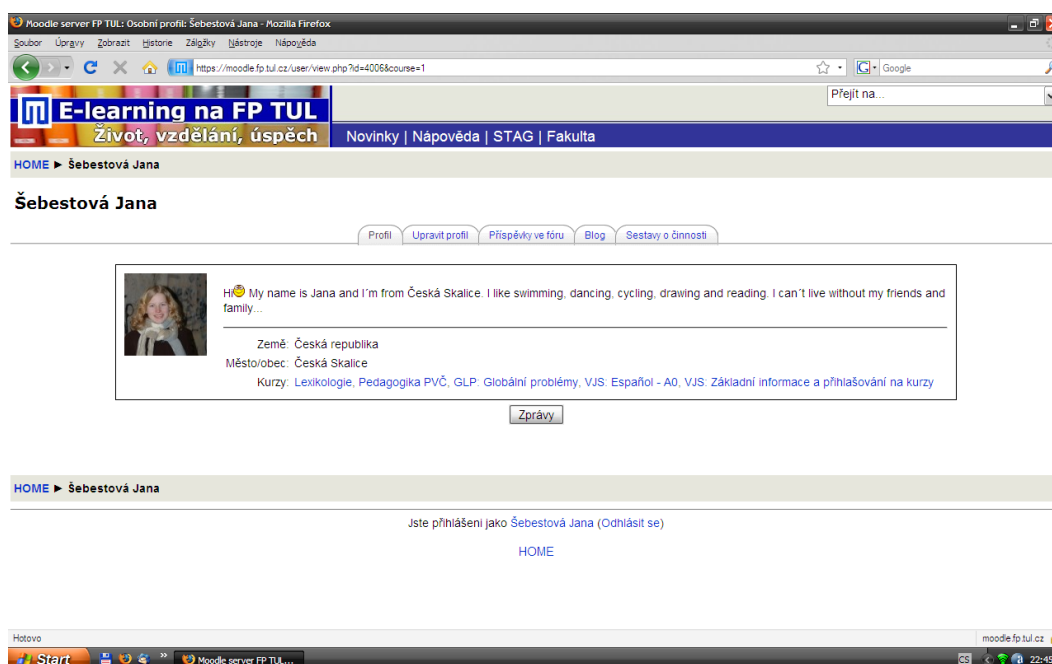 Moodle server FP TUL: Osobní profil: Šebestová Jana - Mozilla Firefox
Soubor Úpravy Zobrazit Historie Záložky Nástroje Nápověda
https://moodle.fp.tul.cz/user/view.php?id=4006&course=1
G Google
E-learning na FP TUL
Život, vzdělání, úspěch
Přejít na...
Novinky | Nápověda | STAG | Fakulta
HOME ► Šebestová Jana
Šebestová Jana
Profil Upravit profil Příspěvky ve fóru Blog Sestavy o činnosti
Hi My name is Jana and I´m from Česká Skalice. I like swimming, dancing, cycling, drawing and reading. I can´t live without my friends and
family...
Země: Česká republika
Město/obec: Česká Skalice
Kurzy: Lexikologie, Pedagogika PVČ, GLP: Globální problémy, VJS: Español - A0, VJS: Základní informace a přihlašování na kurzy
Zprávy
HOME ► Šebestová Jana
Jste přihlášeni jako Šebestová Jana (Odhlásit se)
HOME
Hotovo
moodle.fp.tul.cz
Start
Moodle server FP TUL...
CS
22:45